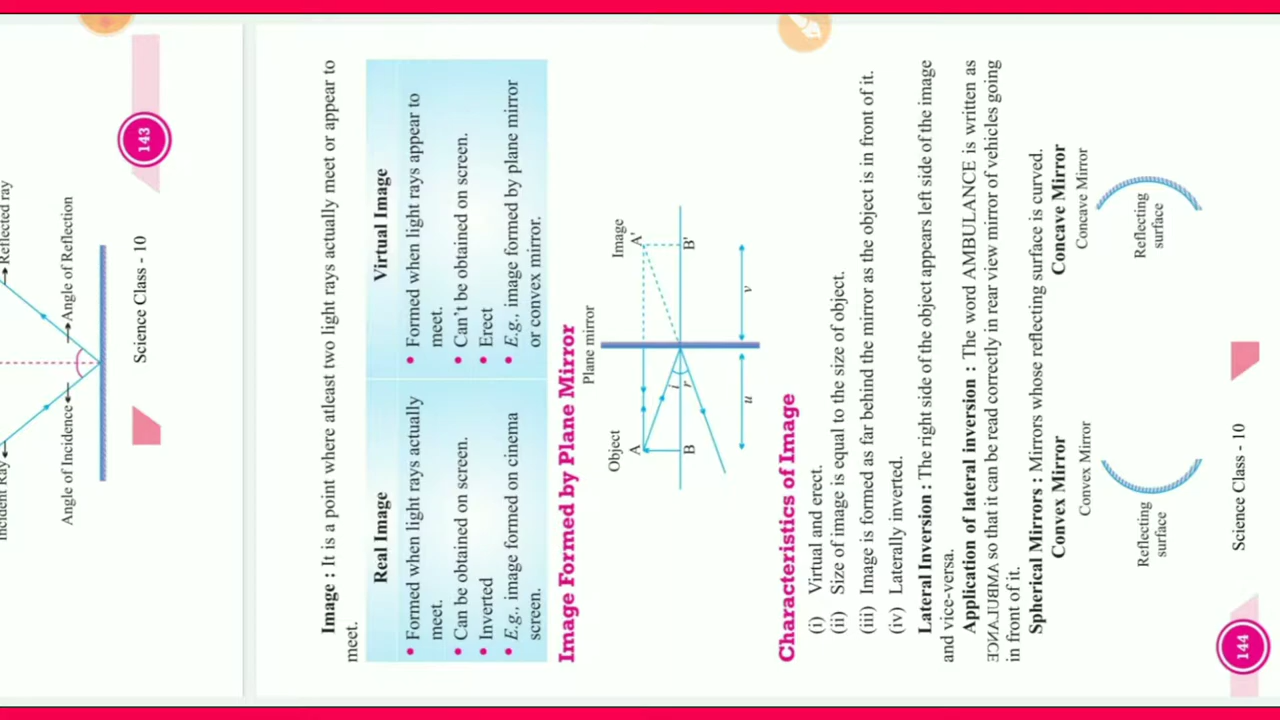 Incident Ray
Reflected ray
Angle of Incidence
Angle of Reflection
Science Class - 10
143
Image : It is a point where atleast two light rays actually meet or appear to
meet.
Real Image
• Formed when light rays actually
meet.
• Can be obtained on screen.
• Inverted
• E.g., image formed on cinema
screen.
Virtual Image
• Formed when light rays appear to
meet.
• Can't be obtained on screen.
• Erect
• E.g., image formed by plane mirror
or convex mirror.
Image Formed by Plane Mirror
Plane mirror
Object
Image
A
A'
i
r
B
B'
u
v
Characteristics of Image
(i) Virtual and erect.
(ii) Size of image is equal to the size of object.
(iii) Image is formed as far behind the mirror as the object is in front of it.
(iv) Laterally inverted.
Lateral Inversion : The right side of the object appears left side of the image
and vice-versa.
Application of lateral inversion : The word AMBULANCE is written as
AMBULANCE so that it can be read correctly in rear view mirror of vehicles going
in front of it.
Spherical Mirrors : Mirrors whose reflecting surface is curved.
Convex Mirror
Concave Mirror
Convex Mirror
Concave Mirror
Reflecting
surface
Reflecting
surface
144
Science Class - 10